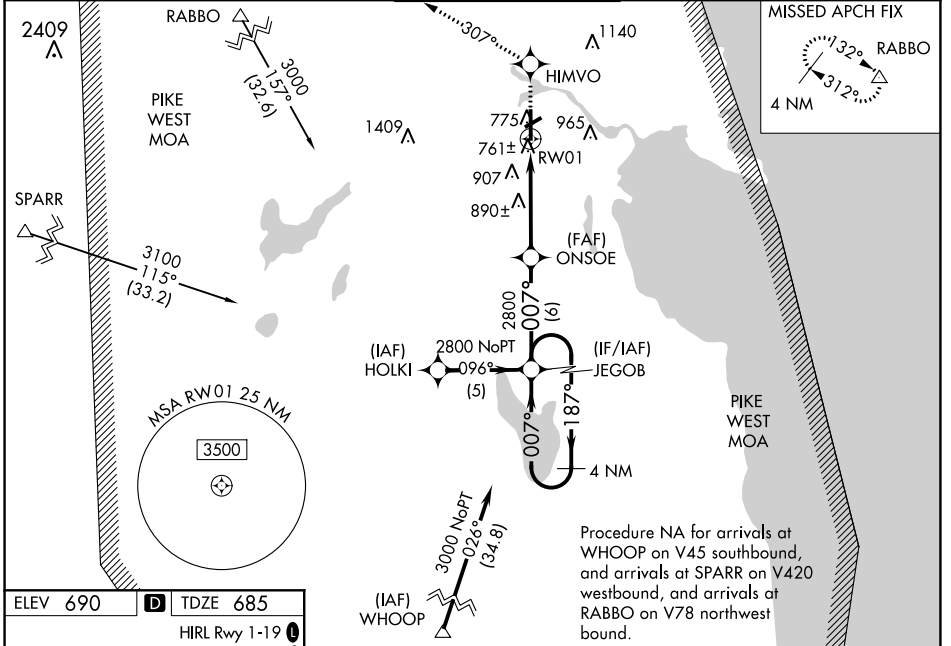 2409
RABBO
3000
157°
(32.6)
PIKE
WEST
MOA
307°
1140
HIMVO
MISSED APCH FIX
132°
RABBO
312°
4 NM
1409
775
965
761±
RW01
907
890±
SPARR
3100
115°
(33.2)
(FAF)
ONSOE
2800
007°
(6)
(IAF)
HOLKI
2800 NoPT
096°
(5)
(IF/IAF)
JEGOB
187°
007°
4 NM
MSA RW01 25 NM
3500
PIKE
WEST
MOA
3000 NoPT
026°
(34.8)
(IAF)
WHOOP
Procedure NA for arrivals at
WHOOP on V45 southbound,
and arrivals at SPARR on V420
westbound, and arrivals at
RABBO on V78 northwest
bound.
ELEV 690
D
TDZE 685
HIRL Rwy 1-19 L